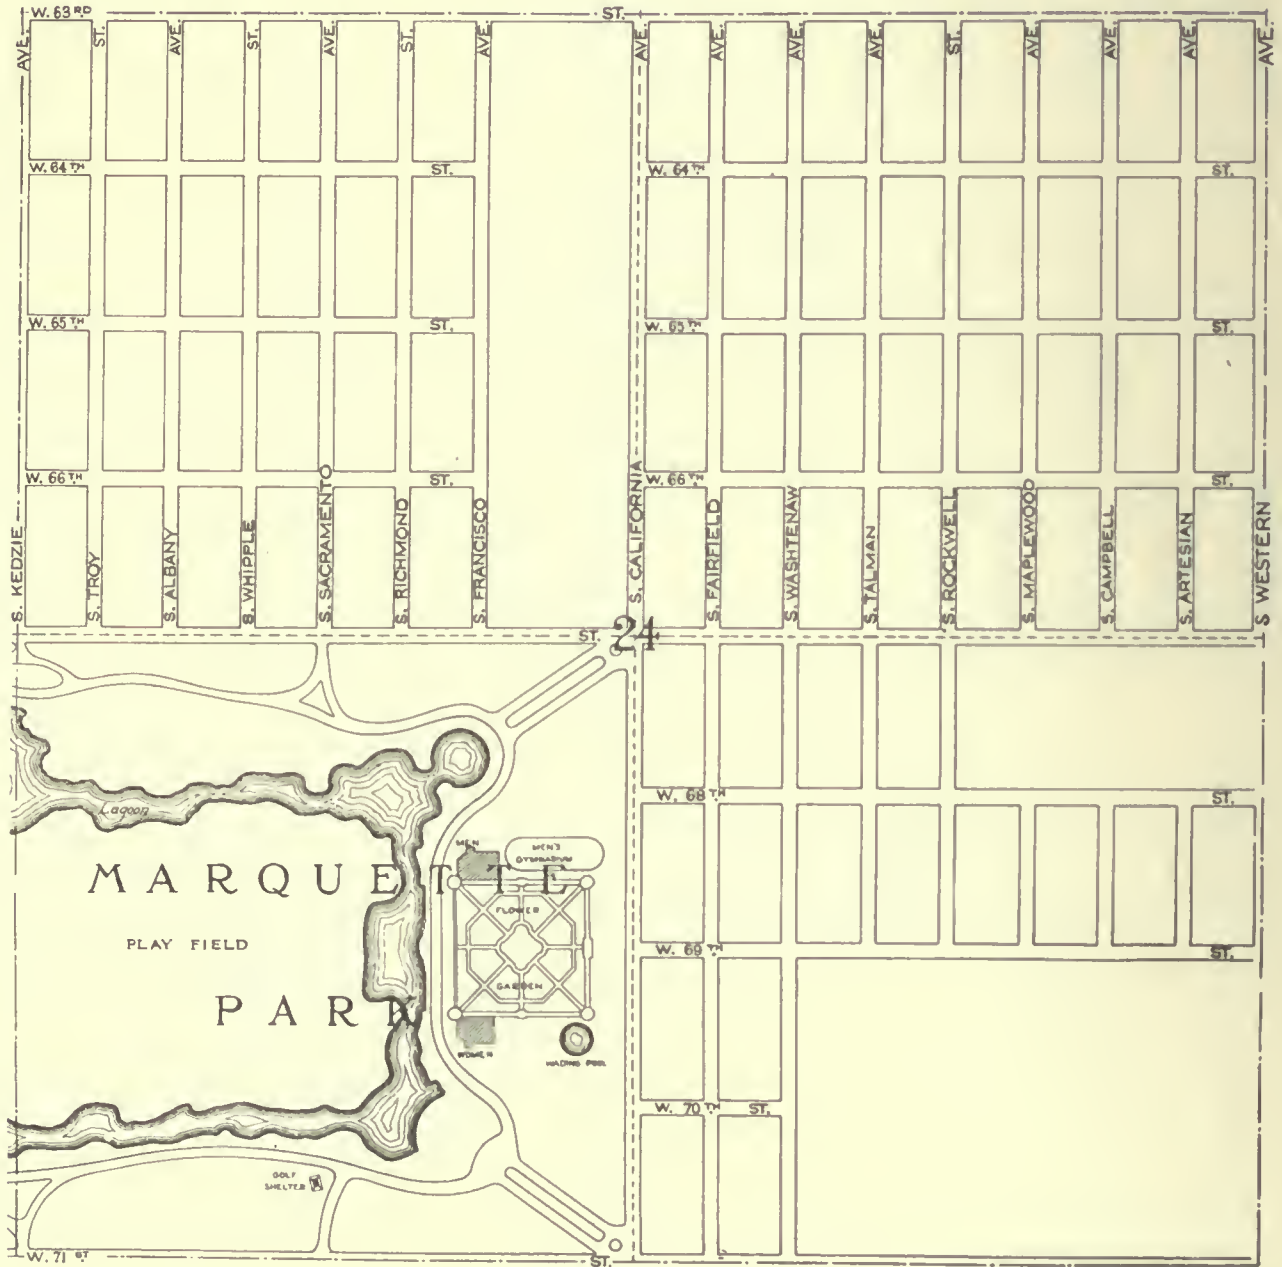 W. 63RD ST.
AVE. ST. AVE. ST. AVE. ST. AVE. AVE. AVE. AVE. AVE. ST. AVE. AVE. AVE. AVE.
W. 64TH ST. W. 64TH ST.
W. 65TH ST. W. 65TH ST.
W. 66TH ST. W. 66TH ST.
S. KEDZIE
S. TROY
S. ALBANY
S. WHIPPLE
S. SACRAMENTO
S. RICHMOND
S. FRANCISCO
S. CALIFORNIA
S. FAIRFIELD
S. WASHTENAW
S. TALMAN
S. ROCKWELL
S. MAPLEWOOD
S. CAMPBELL
S. ARTESIAN
S. WESTERN
ST. 24
Lagoon
W. 68TH ST.
MEN
MEN'S
GYMNASIUM
MARQUETTE
FLOWER
PLAY FIELD
W. 69TH ST.
GARDEN
PARK
WOMEN
WADING POOL
W. 70TH ST.
GOLF
SHELTER
W. 71ST ST.